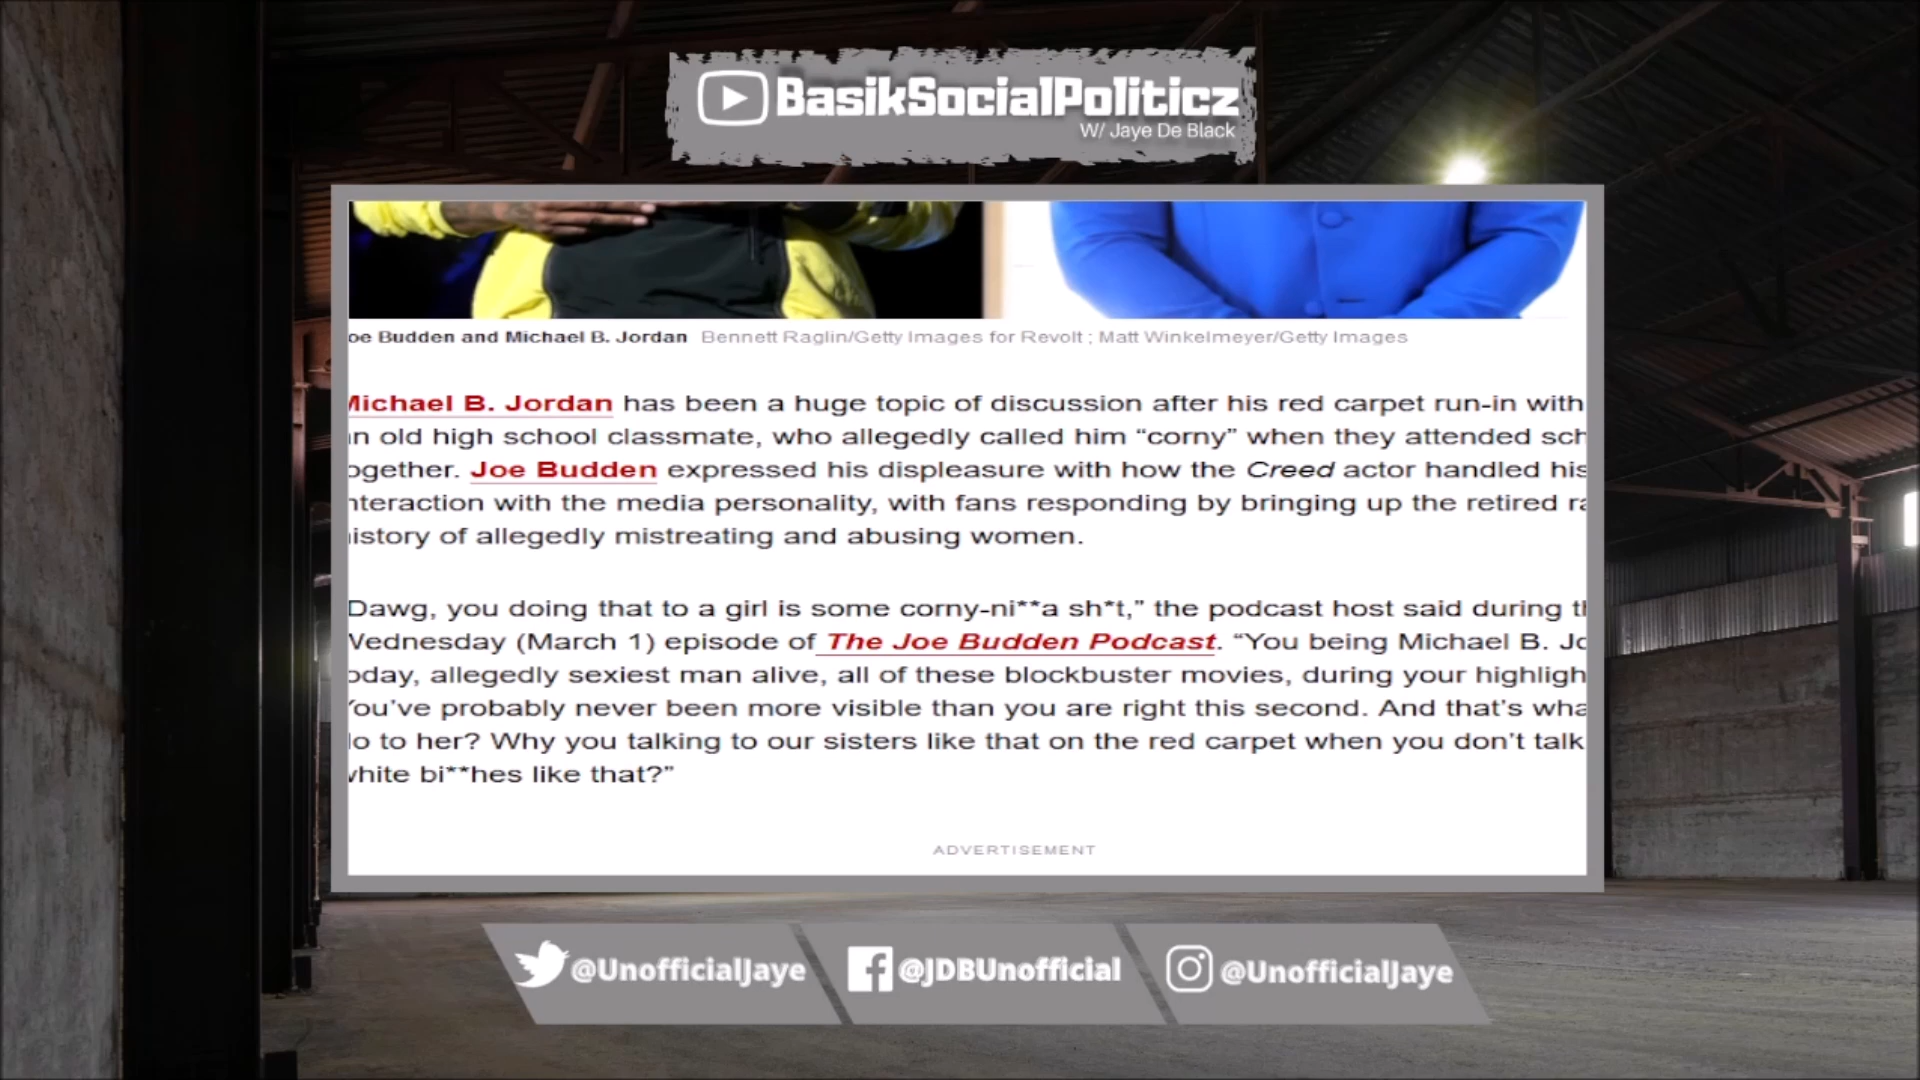 BasikSocialPoliticz
W/ Jaye De Black
oe Budden and Michael B. Jordan Bennett Raglin/Getty Images for Revolt ; Matt Winkelmeyer/Getty Images
Michael B. Jordan has been a huge topic of discussion after his red carpet run-in with
n old high school classmate, who allegedly called him “corny” when they attended sch
ogether. Joe Budden expressed his displeasure with how the Creed actor handled his
nteraction with the media personality, with fans responding by bringing up the retired ra
istory of allegedly mistreating and abusing women.
Dawg, you doing that to a girl is some corny-ni**a sh*t,” the podcast host said during th
Wednesday (March 1) episode of The Joe Budden Podcast. “You being Michael B. Jo
oday, allegedly sexiest man alive, all of these blockbuster movies, during your highligh
You’ve probably never been more visible than you are right this second. And that’s wha
do to her? Why you talking to our sisters like that on the red carpet when you don’t talk
white bi**hes like that?”
ADVERTISEMENT
@UnofficialJaye @JDBUnofficial @UnofficialJaye